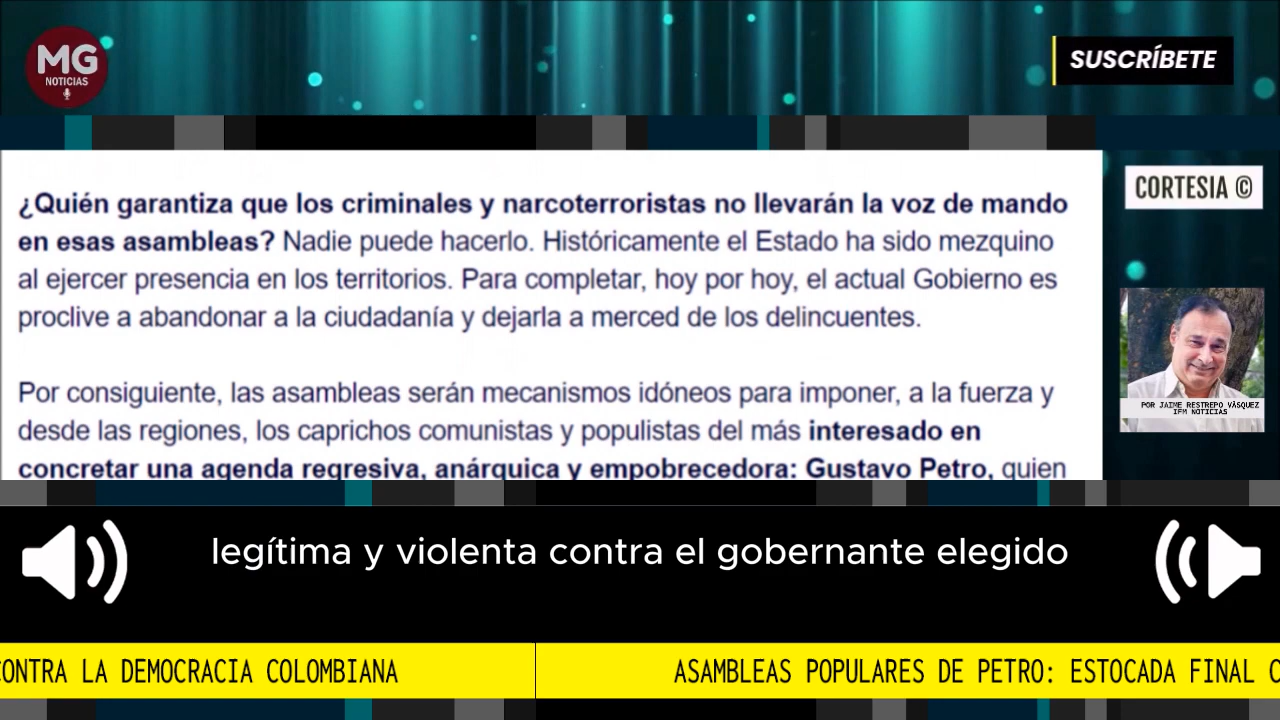 MG
NOTICIAS
SUSCRÍBETE
CORTESIA ©
¿Quién garantiza que los criminales y narcoterroristas no llevarán la voz de mando
en esas asambleas? Nadie puede hacerlo. Históricamente el Estado ha sido mezquino
al ejercer presencia en los territorios. Para completar, hoy por hoy, el actual Gobierno es
proclive a abandonar a la ciudadanía y dejarla a merced de los delincuentes.
Por consiguiente, las asambleas serán mecanismos idóneos para imponer, a la fuerza y
desde las regiones, los caprichos comunistas y populistas del más interesado en
concretar una agenda regresiva, anárquica y empobrecedora: Gustavo Petro, quien
POR JAIME RESTREPO VÀSQUEZ
IFM NOTICIAS
legítima y violenta contra el gobernante elegido
CONTRA LA DEMOCRACIA COLOMBIANA
ASAMBLEAS POPULARES DE PETRO: ESTOCADA FINAL C